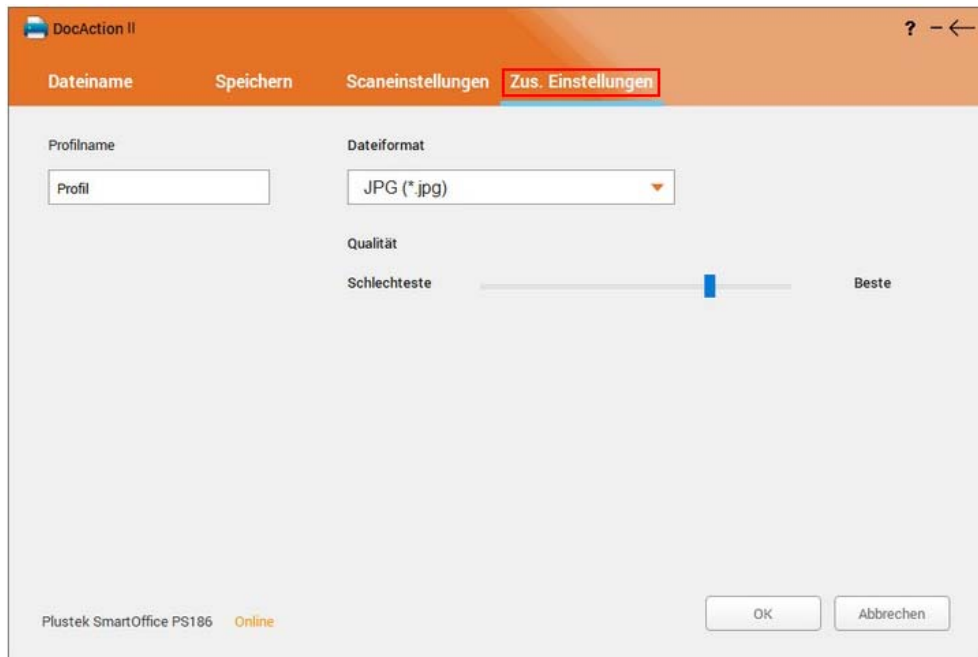 DocAction II
? – ←
Dateiname Speichern Scaneinstellungen Zus. Einstellungen
Profilname Dateiformat
Profil JPG (*.jpg)
Qualität
Schlechteste Beste
Plustek SmartOffice PS186 Online OK Abbrechen